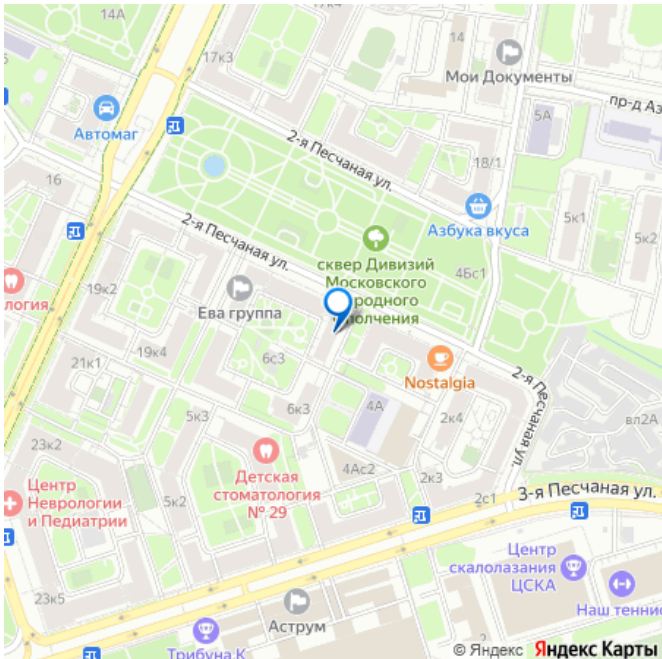 14А
17к3
14
Мои Документы
пр-д Аз
Автомаг
5А
2-я Песчаная ул.
18/1
16
5к1
2-я Песчаная ул.
Азбука вкуса
5к2
сквер Дивизий
Московского
ополчения
4Бс1
логия
19к2
Ева группа
21к1
19к4
6с3
Nostalgia
2-я Песчаная ул.
вл2А
5к3
6к3
4А
2к4
23к2
Детская
стоматология
№ 29
4Ас2
2к3
Центр
Неврологии
и Педиатрии
5к2
2с1
3-я Песчаная ул.
Центр
скалолазания
ЦСКА
23к5
Аструм
Наш теннис
Трибуна.К
© Яндекс Яндекс Карты